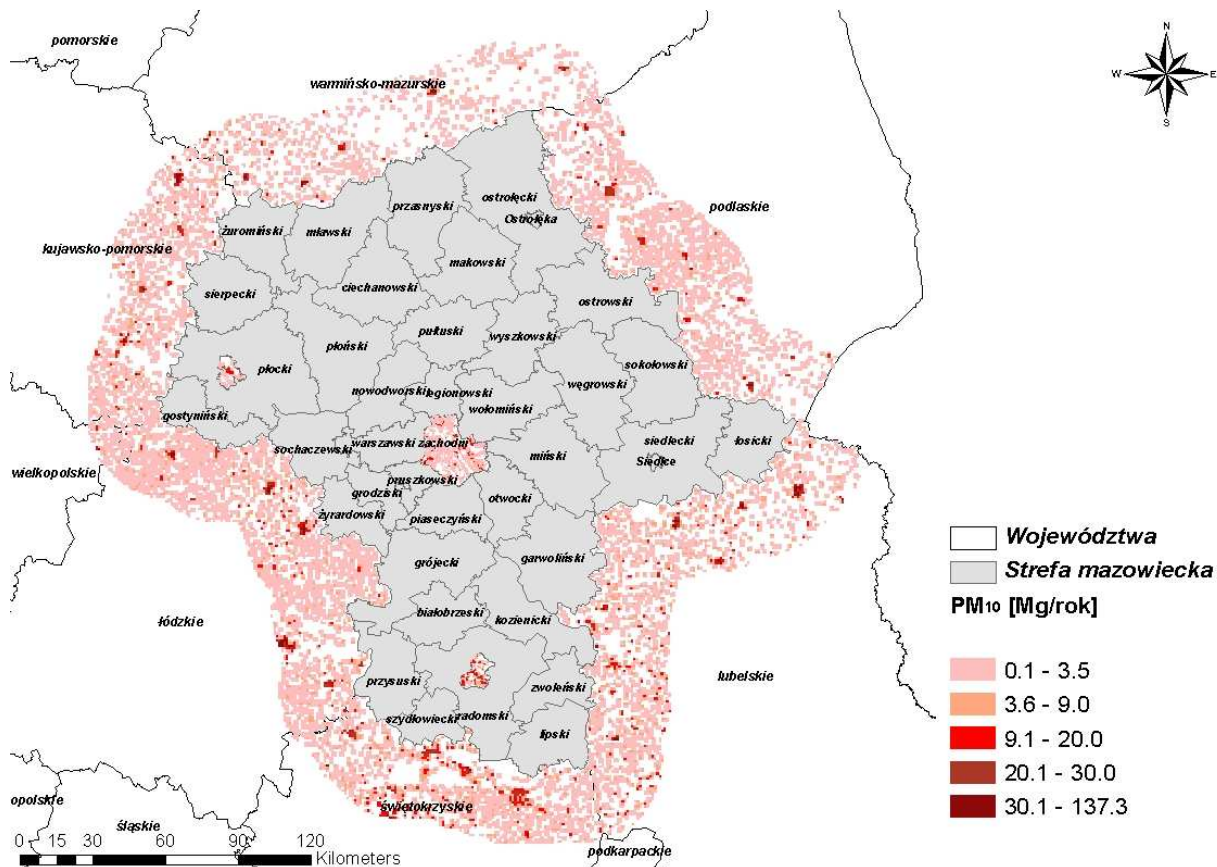 pomorskie
N
W
E
S
warmińsko-mazurskie
ostrołęcki
przasnyski
podlaskie
Ostrołęka
żuromiński
mławski
kujawsko-pomorskie
makowski
ciechanowski
sierpecki
ostrowski
pułtuski
wyszkowski
płoński
sokołowski
płocki
węgrowski
nowodworski
legionowski
wołomiński
gostyniński
siedlecki
łosicki
sochaczewski
warszawski zachodni
miński
Siedlce
wielkopolskie
pruszkowski
grodziski
otwocki
żyrardowski
piaseczyński
Województwa
grójecki
garwoliński
Strefa mazowiecka
PM10 [Mg/rok]
białobrzeski
kozienicki
łódzkie
0.1 - 3.5
lubelskie
przysuski
zwoleński
3.6 - 9.0
szydłowiecki
radomski
lipski
9.1 - 20.0
20.1 - 30.0
opolskie
świętokrzyskie
30.1 - 137.3
śląskie
0 15 30 60 90 120
Kilometers
podkarpackie